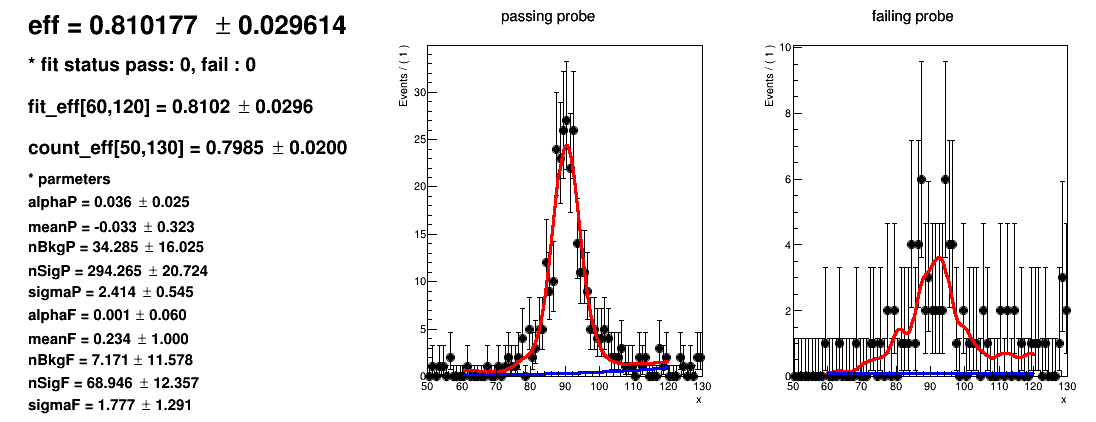 eff = 0.810177 ± 0.029614
* fit status pass: 0, fail : 0
fit_eff[60,120] = 0.8102 ± 0.0296
count_eff[50,130] = 0.7985 ± 0.0200
* parmeters
alphaP = 0.036 ± 0.025
meanP = -0.033 ± 0.323
nBkgP = 34.285 ± 16.025
nSigP = 294.265 ± 20.724
sigmaP = 2.414 ± 0.545
alphaF = 0.001 ± 0.060
meanF = 0.234 ± 1.000
nBkgF = 7.171 ± 11.578
nSigF = 68.946 ± 12.357
sigmaF = 1.777 ± 1.291
passing probe
Events / ( 1 )
30
25
20
15
10
5
0
50 60 70 80 90 100 110 120 130
x
failing probe
Events / ( 1 )
10
8
6
4
2
0
50 60 70 80 90 100 110 120 130
x